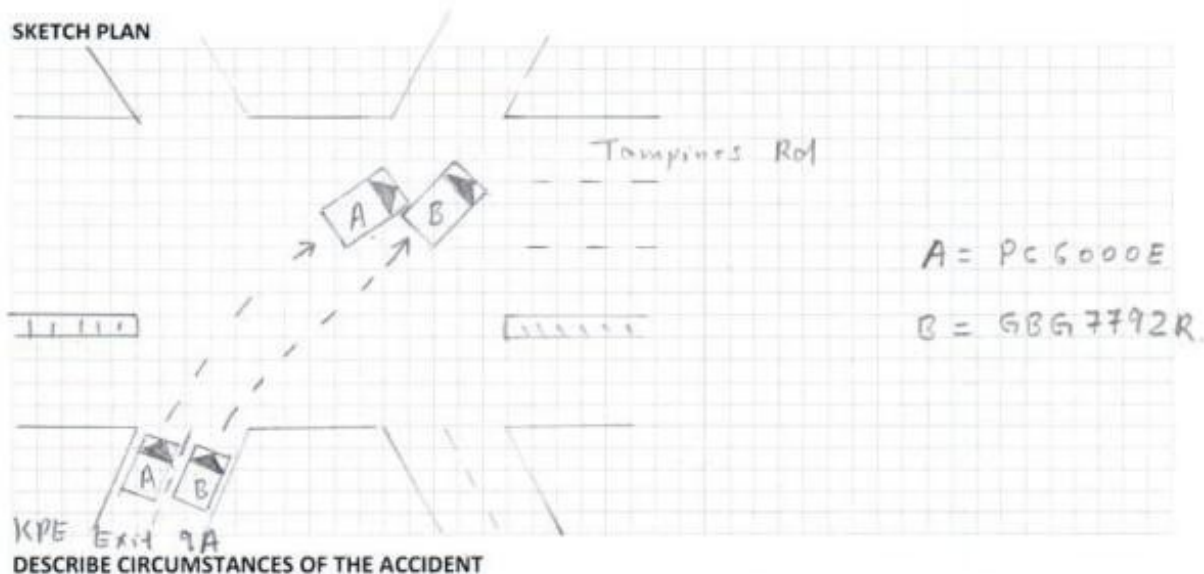 SKETCH PLAN
Tampines Rd
A B
A = PC6000E
B = GBG7792R
A B
KPE Exit 9A
DESCRIBE CIRCUMSTANCES OF THE ACCIDENT